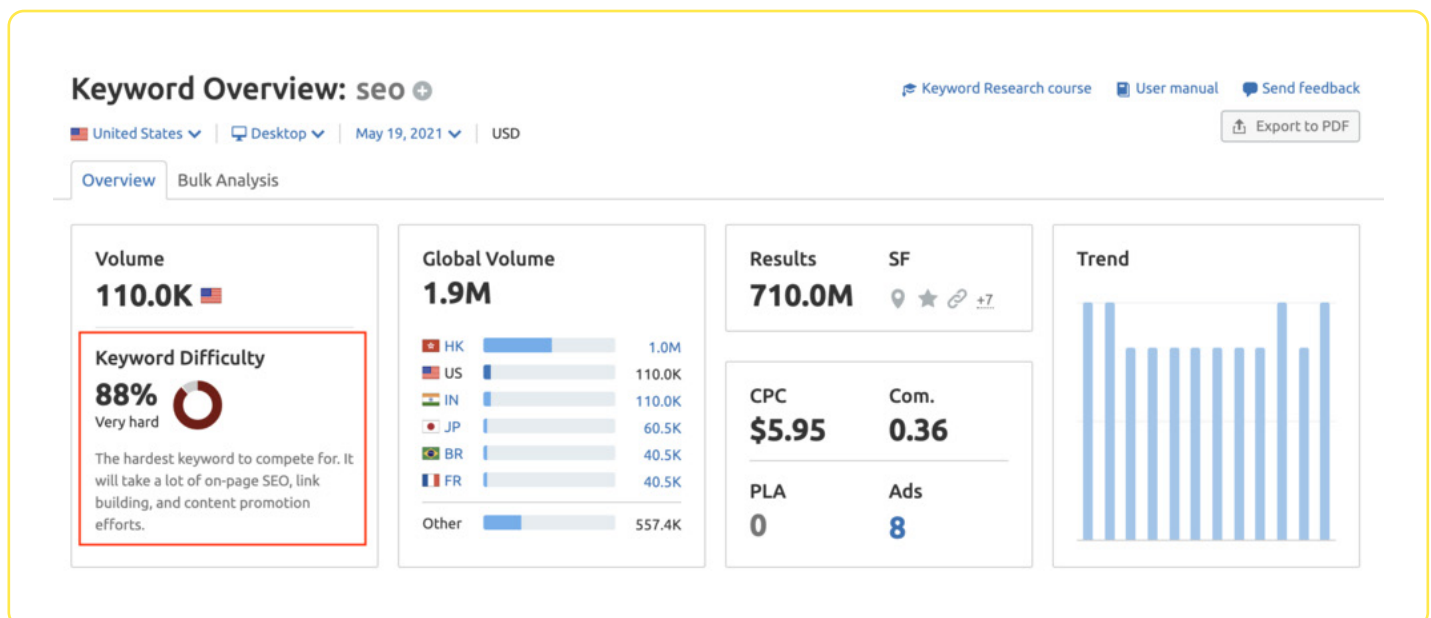 Keyword Overview: seo
Keyword Research course User manual Send feedback
United States Desktop May 19, 2021 USD
Export to PDF
Overview Bulk Analysis
Volume
110.0K
Keyword Difficulty
88%
Very hard
The hardest keyword to compete for. It
will take a lot of on-page SEO, link
building, and content promotion
efforts.
Global Volume
1.9M
HK 1.0M
US 110.0K
IN 110.0K
JP 60.5K
BR 40.5K
FR 40.5K
Other 557.4K
Results SF
710.0M +7
CPC Com.
$5.95 0.36
PLA Ads
0 8
Trend